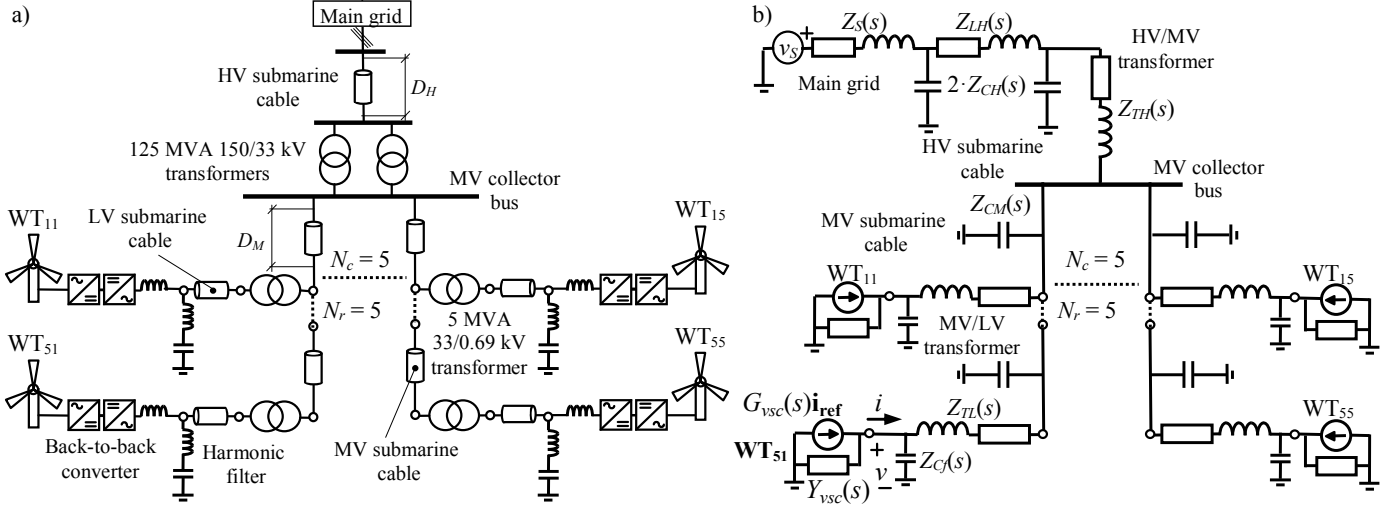 a)
Main grid
HV submarine
cable
D_H
125 MVA 150/33 kV
transformers
MV collector
bus
WT_11
LV submarine
cable
D_M
N_c = 5
N_r = 5
WT_15
5 MVA
33/0.69 kV
transformer
WT_51
WT_55
Back-to-back
converter
Harmonic
filter
MV submarine
cable
b)
Z_S(s)
Z_LH(s)
HV/MV
transformer
v_S
+
Main grid
2·Z_CH(s)
Z_TH(s)
HV submarine
cable
MV collector
bus
Z_CM(s)
MV submarine
cable
WT_11
N_c = 5
N_r = 5
WT_15
MV/LV
transformer
G_vsc(s)i_ref
i
Z_TL(s)
WT_51
+
v
−
Z_Cf(s)
Y_vsc(s)
WT_55